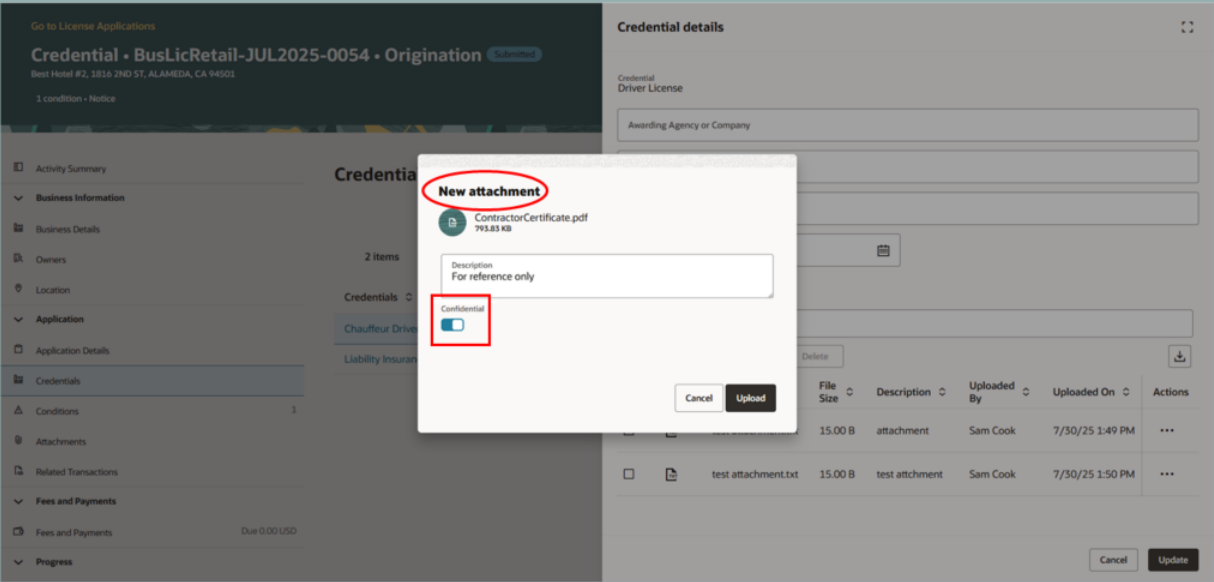 Go to License Applications
Credential • BusLicRetail-JUL2025-0054 • Origination Submitted
Best Hotel #2, 1816 2ND ST, ALAMEDA, CA 94501
1 condition • Notice
Activity Summary
Business Information
Business Details
Owners
Location
Application
Application Details
Credentials
Conditions 1
Attachments
Related Transactions
Fees and Payments
Fees and Payments Due 0.00 USD
Progress
Credentia
2 items
Credentials
Chauffeur Drive
Liability Insuran
New attachment
ContractorCertificate.pdf
793.83 KB
Description
For reference only
Confidential
Cancel Upload
Credential details
Credential
Driver License
Awarding Agency or Company
Delete
File Size Description Uploaded By Uploaded On Actions
15.00 B attachment Sam Cook 7/30/25 1:49 PM
test attachment.txt 15.00 B test attchment Sam Cook 7/30/25 1:50 PM
Cancel Update